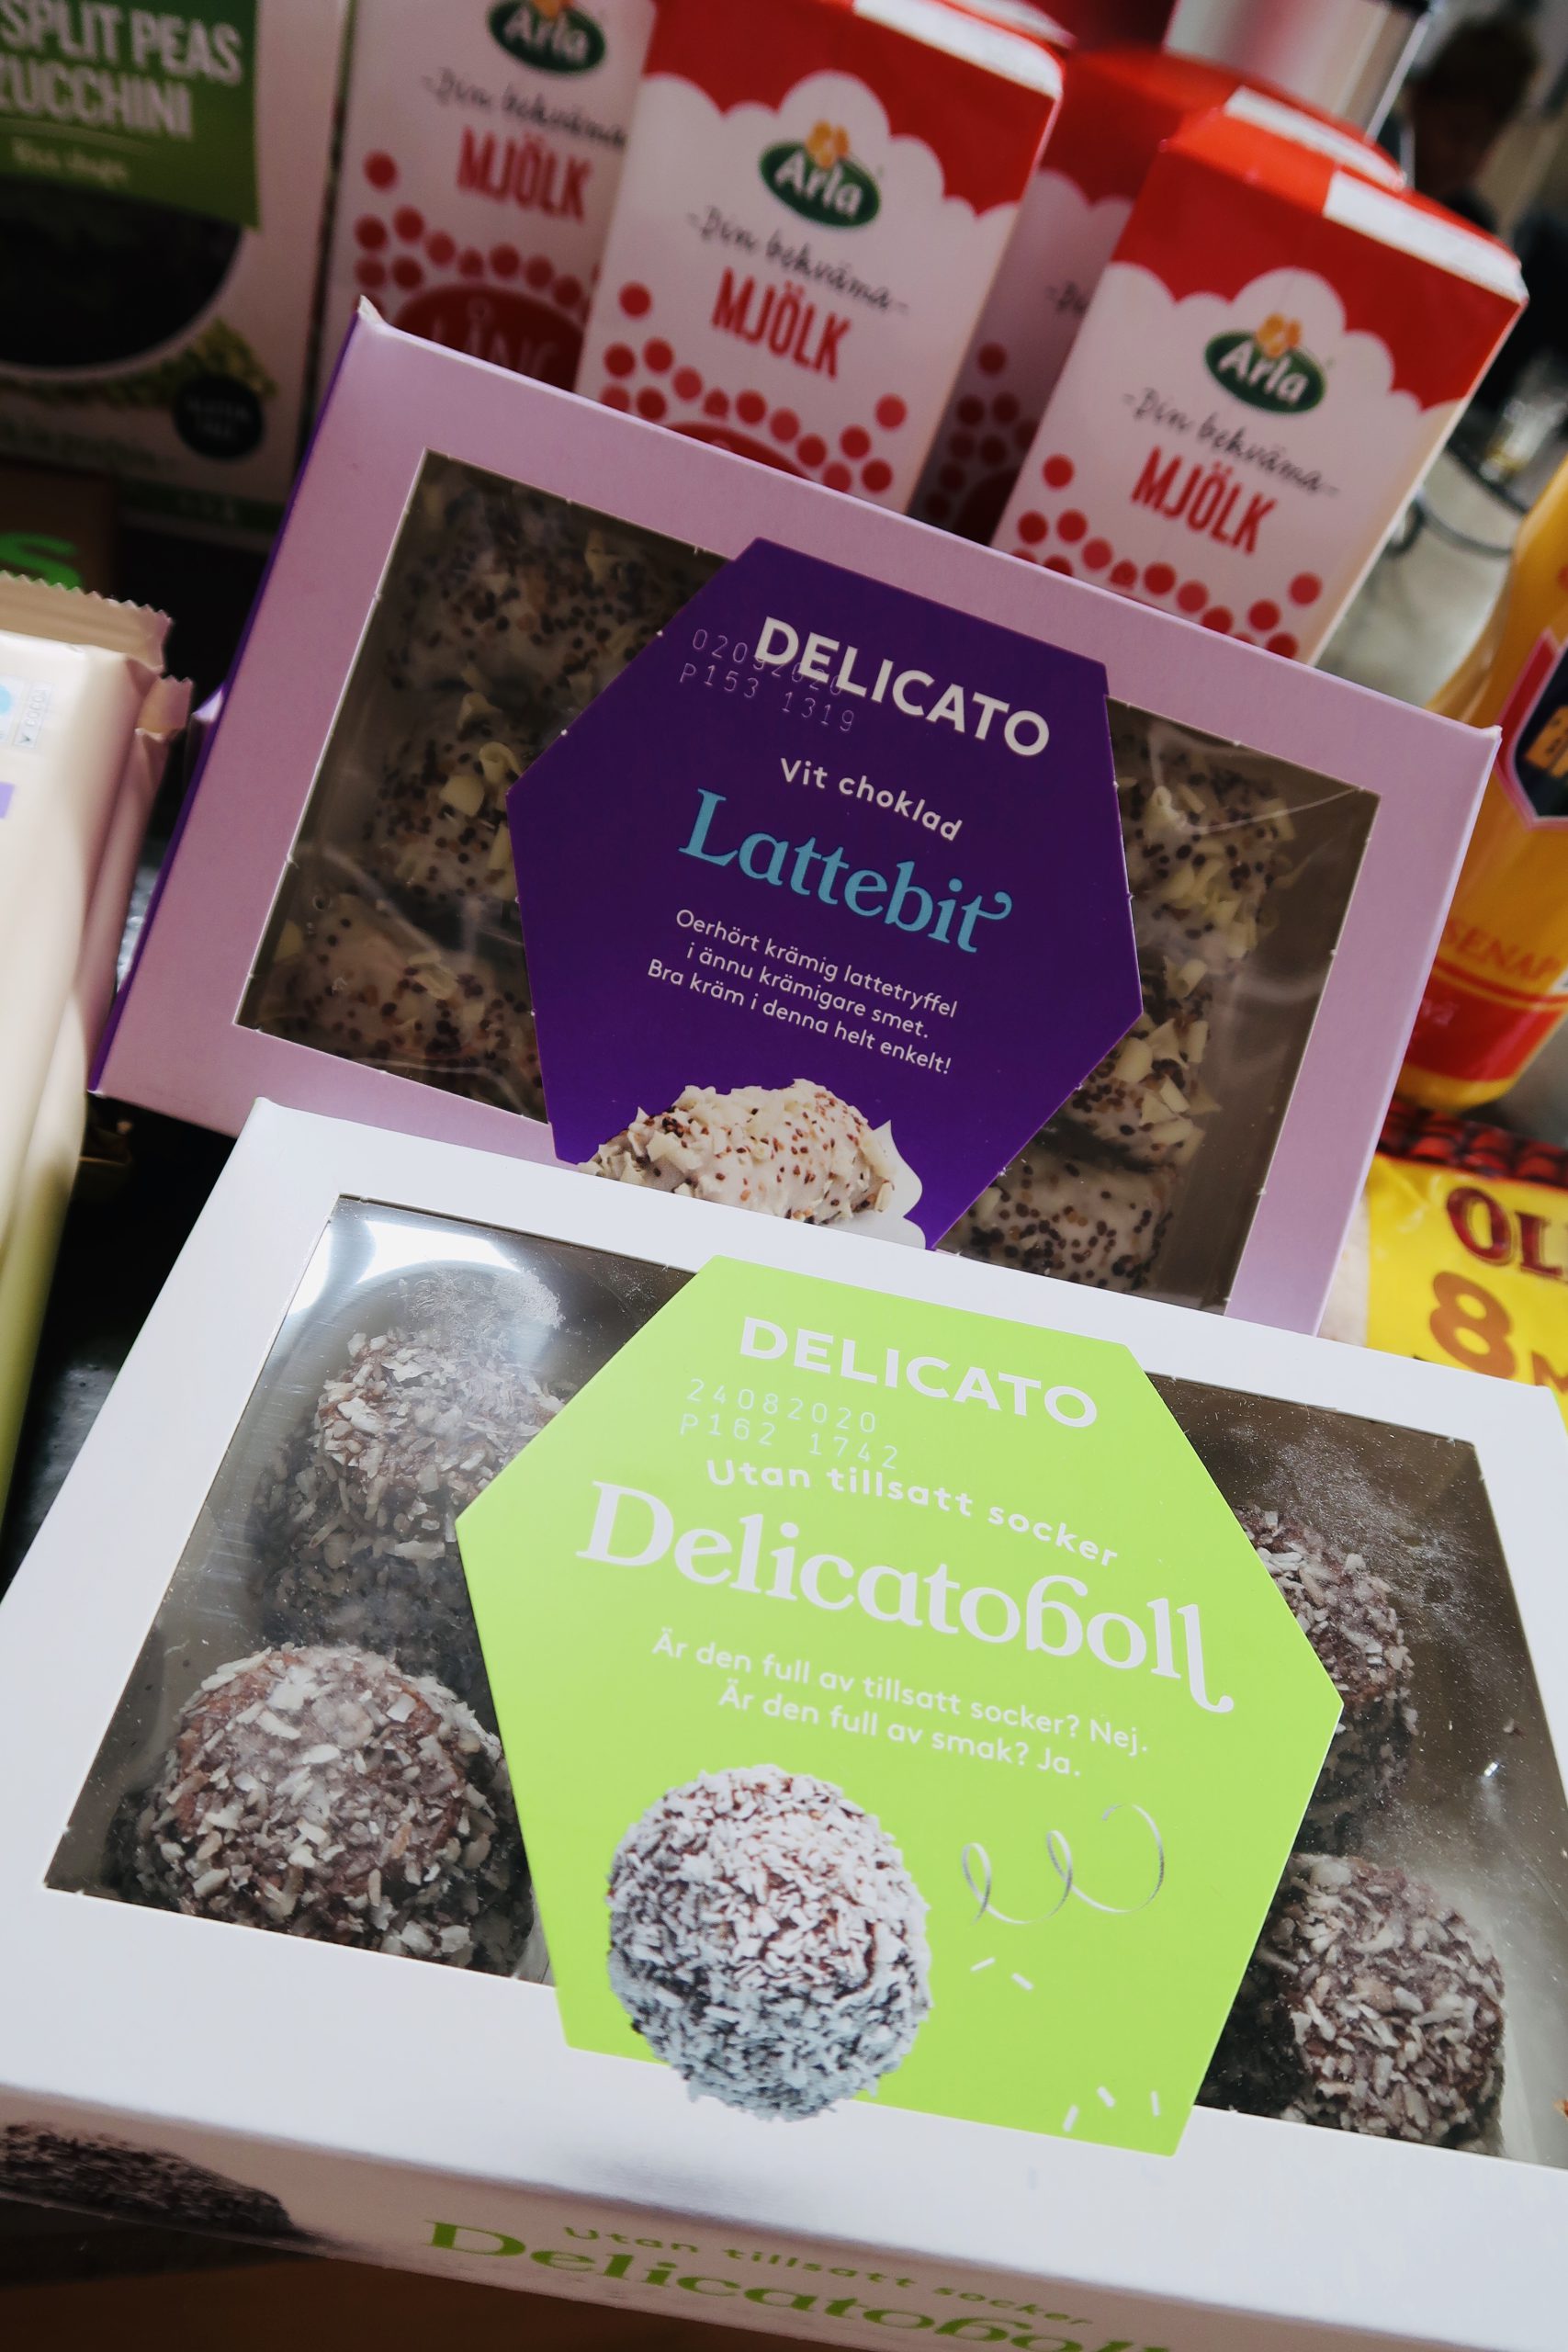 SPLIT PEAS
ZUCCHINI
Arla
Din bekväma
MJÖLK
LÅNG
Arla
-Din bekväma-
MJÖLK
Arla
-Din bekväma-
MJÖLK
DELICATO
P153 1319
Vit choklad
Lattebit
Oerhört krämig lattetryffel
i ännu krämigare smet.
Bra kräm i denna helt enkelt!
SENAP
OL
8
DELICATO
24082020
P162 1742
Utan tillsatt socker
Delicatoboll
Är den full av tillsatt socker? Nej.
Är den full av smak? Ja.
Utan tillsatt socker
Delicatoboll